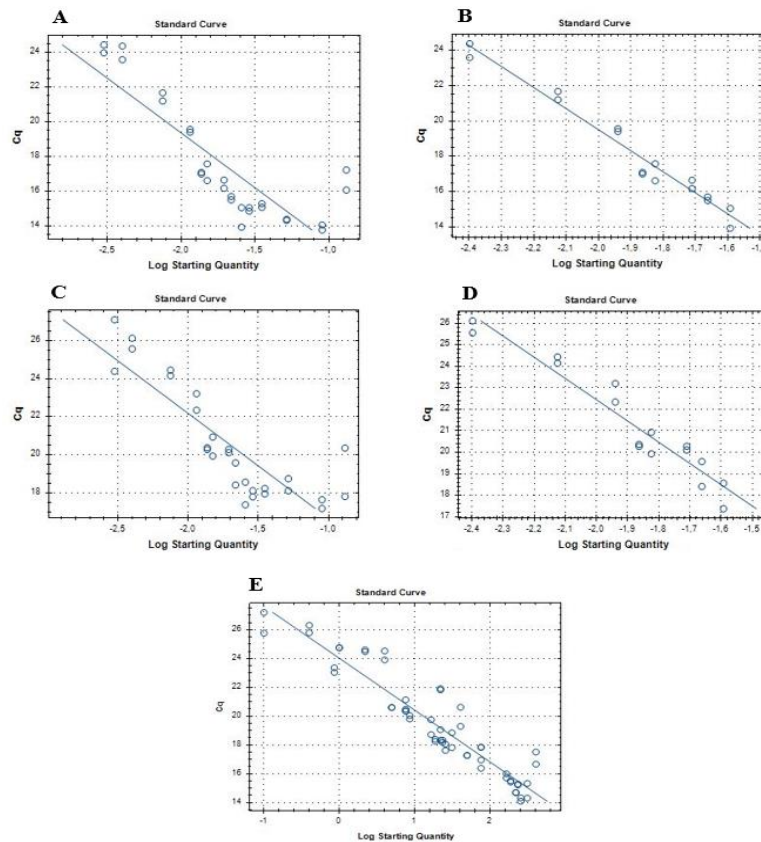 A
Standard Curve
Cq
24
22
20
18
16
14
-2,5 -2,0 -1,5 -1,0
Log Starting Quantity
B
Standard Curve
Cq
24
22
20
18
16
14
-2,4 -2,3 -2,2 -2,1 -2,0 -1,9 -1,8 -1,7 -1,6
Log Starting Quantity
C
Standard Curve
Cq
26
24
22
20
18
-2,5 -2,0 -1,5 -1,0
Log Starting Quantity
D
Standard Curve
Cq
26
25
24
23
22
21
20
19
18
17
-2,4 -2,3 -2,2 -2,1 -2,0 -1,9 -1,8 -1,7 -1,6 -1,5
Log Starting Quantity
E
Standard Curve
Cq
26
24
22
20
18
16
14
-1 0 1 2
Log Starting Quantity